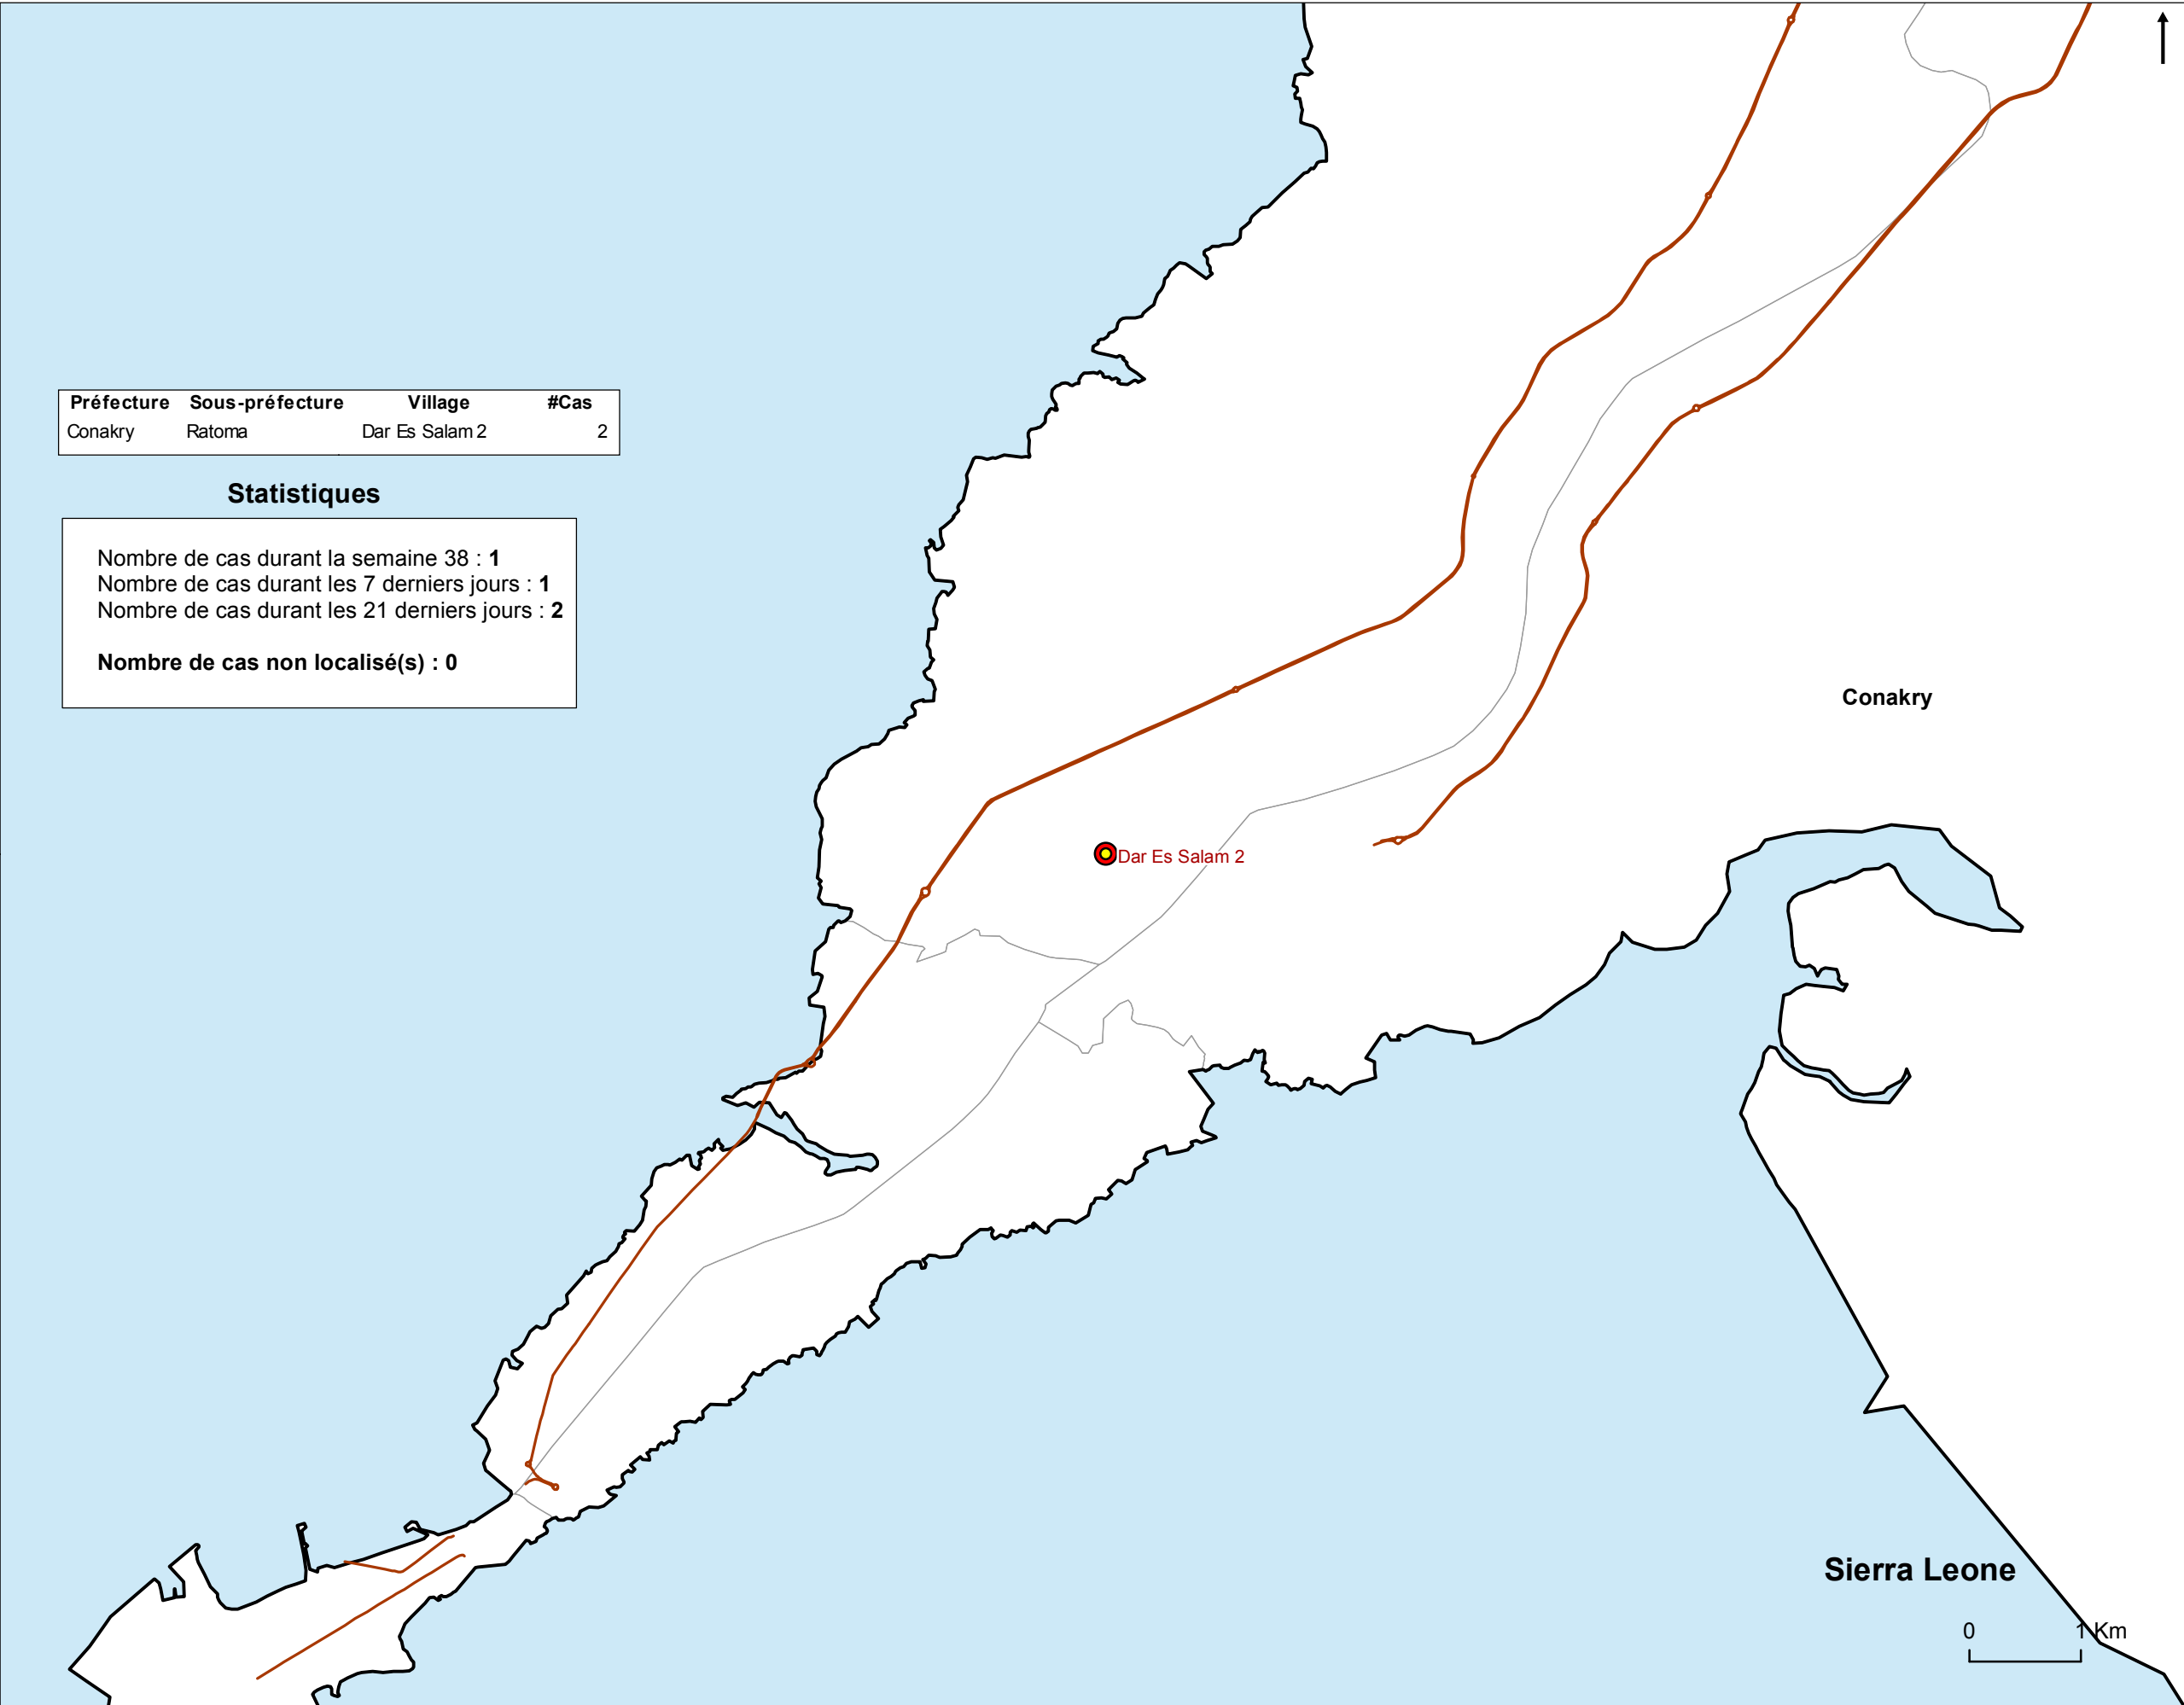 Préfecture Sous-préfecture Village #Cas
Conakry Ratoma Dar Es Salam 2 2
Statistiques
Nombre de cas durant la semaine 38 : 1
Nombre de cas durant les 7 derniers jours : 1
Nombre de cas durant les 21 derniers jours : 2
Nombre de cas non localisé(s) : 0
Conakry
Dar Es Salam 2
Sierra Leone
0 1 Km